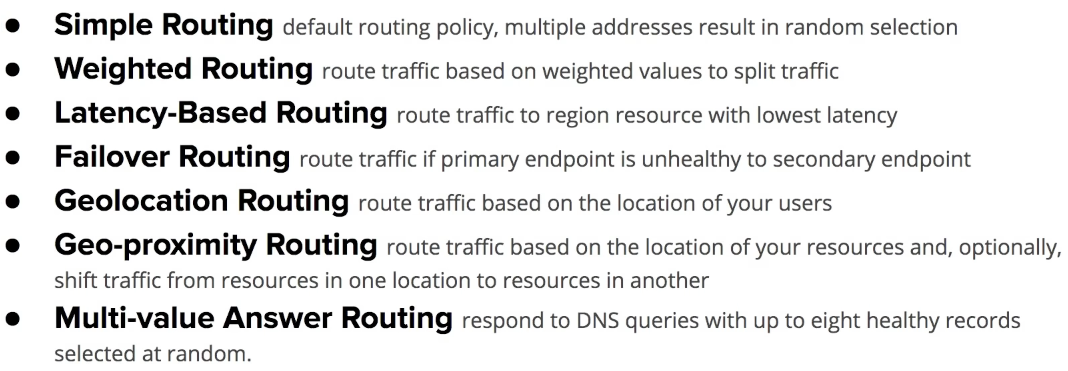 ● Simple Routing default routing policy, multiple addresses result in random selection
● Weighted Routing route traffic based on weighted values to split traffic
● Latency-Based Routing route traffic to region resource with lowest latency
● Failover Routing route traffic if primary endpoint is unhealthy to secondary endpoint
● Geolocation Routing route traffic based on the location of your users
● Geo-proximity Routing route traffic based on the location of your resources and, optionally,
shift traffic from resources in one location to resources in another
● Multi-value Answer Routing respond to DNS queries with up to eight healthy records
selected at random.